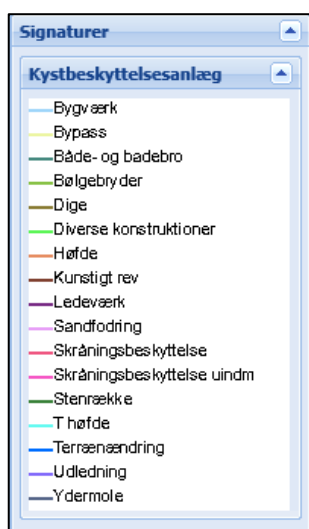 Signaturer
Kystbeskyttelsesanlæg
Bygværk
Bypass
Både- og badebro
Bølgebryder
Dige
Diverse konstruktioner
Høfde
Kunstigt rev
Ledeværk
Sandfodring
Skråningsbeskyttelse
Skråningsbeskyttelse uindm
Stenrække
T høfde
Terrænændring
Udledning
Ydermole